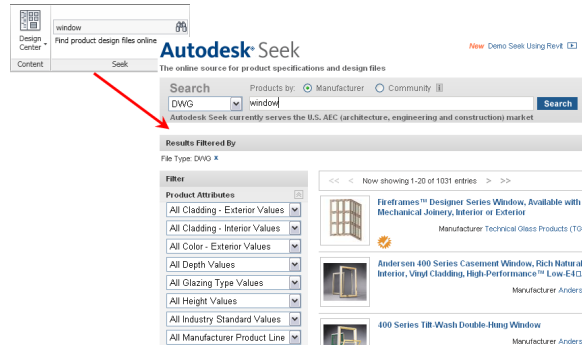 window
Find product design files online
Design
Center
Content
Seek
Autodesk® Seek
The online source for product specifications and design files
New Demo Seek Using Revit
Search
Products by: Manufacturer Community
DWG
window
Search
Autodesk Seek currently serves the U.S. AEC (architecture, engineering and construction) market
Results Filtered By
File Type: DWG x
Filter
Product Attributes
All Cladding - Exterior Values
All Cladding - Interior Values
All Color - Exterior Values
All Depth Values
All Glazing Type Values
All Height Values
All Industry Standard Values
All Manufacturer Product Line
<< < Now showing 1-20 of 1031 entries > >>
Fireframes™ Designer Series Window, Available with
Mechanical Joinery, Interior or Exterior
Manufacturer Technical Glass Products (TG
Andersen 400 Series Casement Window, Rich Natural
Interior, Vinyl Cladding, High-Performance™ Low-E4
Manufacturer Anders
400 Series Tilt-Wash Double-Hung Window
Manufacturer Anders